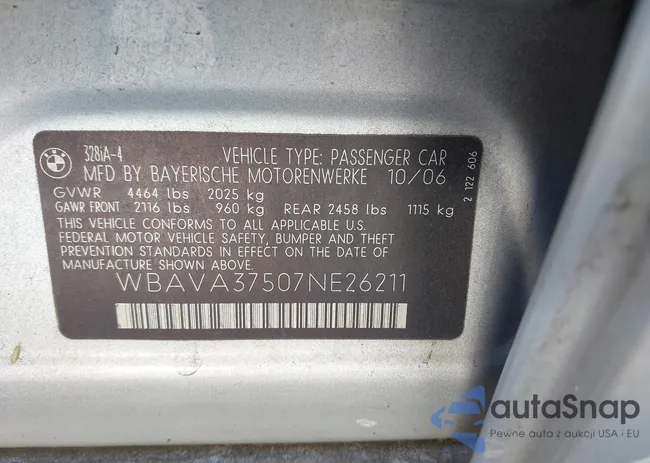 328iA-4
VEHICLE TYPE: PASSENGER CAR
MFD BY BAYERISCHE MOTORENWERKE 10/06
GVWR 4464 lbs 2025 kg
GAWR FRONT 2116 lbs 960 kg REAR 2458 lbs 1115 kg
THIS VEHICLE CONFORMS TO ALL APPLICABLE U.S.
FEDERAL MOTOR VEHICLE SAFETY, BUMPER AND THEFT
PREVENTION STANDARDS IN EFFECT ON THE DATE OF
MANUFACTURE SHOWN ABOVE.
WBAVA37507NE26211
2 122 606
autaSnap
Pewne auta z aukcji USA i EU